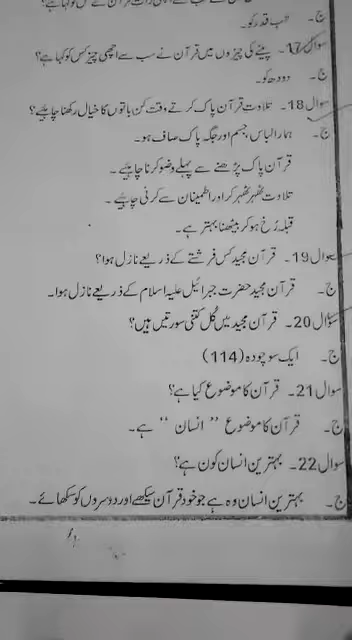 ج۔ شب قدر کو۔
سوال 17۔ پینے کی چیزوں میں قرآن نے سب سے اچھی چیز کس کو کہا ہے؟
ج۔ دودھ کو۔
سوال 18۔ تلاوت قرآن پاک کرتے وقت کن باتوں کا خیال رکھنا چاہئیے؟
ج۔ ہمارا لباس، جسم اور جگہ پاک صاف ہو۔
قرآن پاک پڑھنے سے پہلے وضو کرنا چاہئیے۔
تلاوت ٹھہر ٹھہر کر اور اطمینان سے کرنی چاہئیے۔
قبلہ رُخ ہو کر بیٹھنا بہتر ہے۔
سوال 19۔ قرآن مجید کس فرشتے کے ذریعے نازل ہوا؟
ج۔ قرآن مجید حضرت جبرائیل علیہ اسلام کے ذریعے نازل ہوا۔
سوال 20۔ قرآن مجید میں کُل کتنی سورتیں ہیں؟
ج۔ ایک سو چودہ (114)
سوال 21۔ قرآن کا موضوع کیا ہے؟
ج۔ قرآن کا موضوع ’’ انسان ‘‘ ہے۔
سوال 22۔ بہترین انسان کون ہے؟
ج۔ بہترین انسان وہ ہے جو خود قرآن سیکھے اور دوسروں کو سکھائے۔